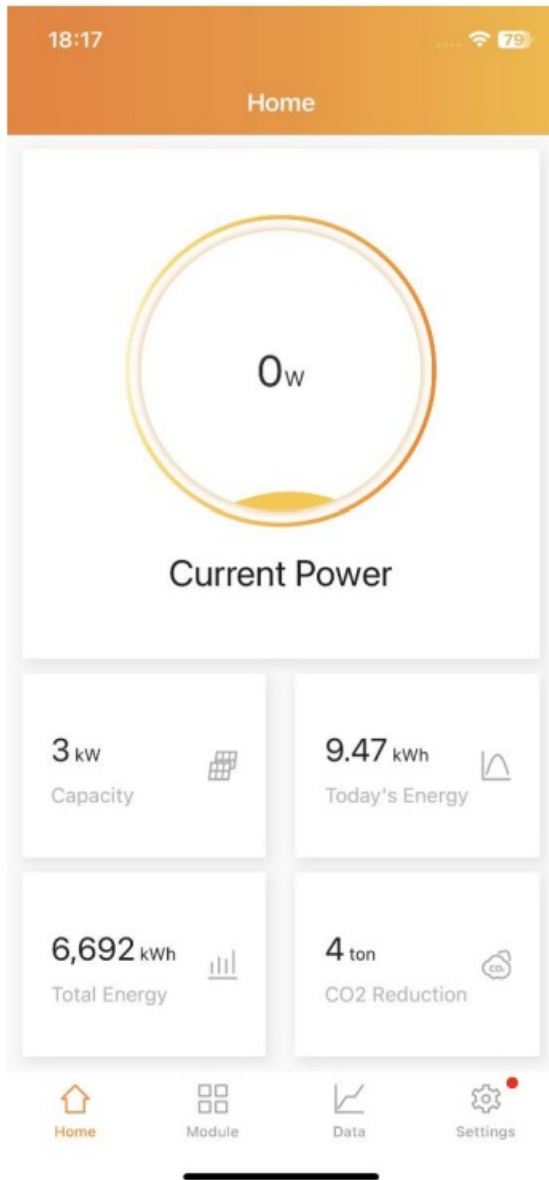 18:17
79
Home
0W
Current Power
3 kW
Capacity
9.47 kWh
Today's Energy
6,692 kWh
Total Energy
4 ton
CO2 Reduction
CO₂
Home
Module
Data
Settings